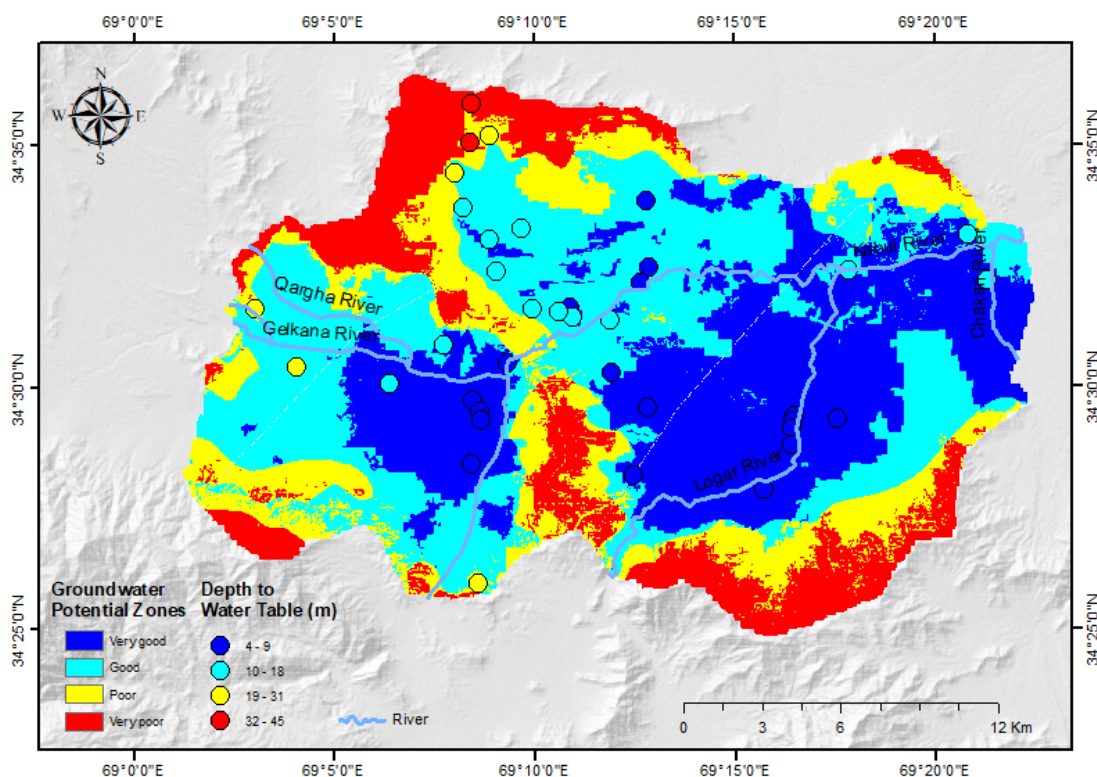 69°0'0"E 69°5'0"E 69°10'0"E 69°15'0"E 69°20'0"E
N
W E
S
34°35'0"N 34°35'0"N
Kabul River
Chakari River
Qargha River
Gelkana River
34°30'0"N 34°30'0"N
Logar River
Groundwater
Potential Zones
Very good
Good
Poor
Very poor
Depth to
Water Table (m)
4 - 9
10 - 18
19 - 31
32 - 45
River
34°25'0"N 34°25'0"N
0 3 6 12 Km
69°0'0"E 69°5'0"E 69°10'0"E 69°15'0"E 69°20'0"E